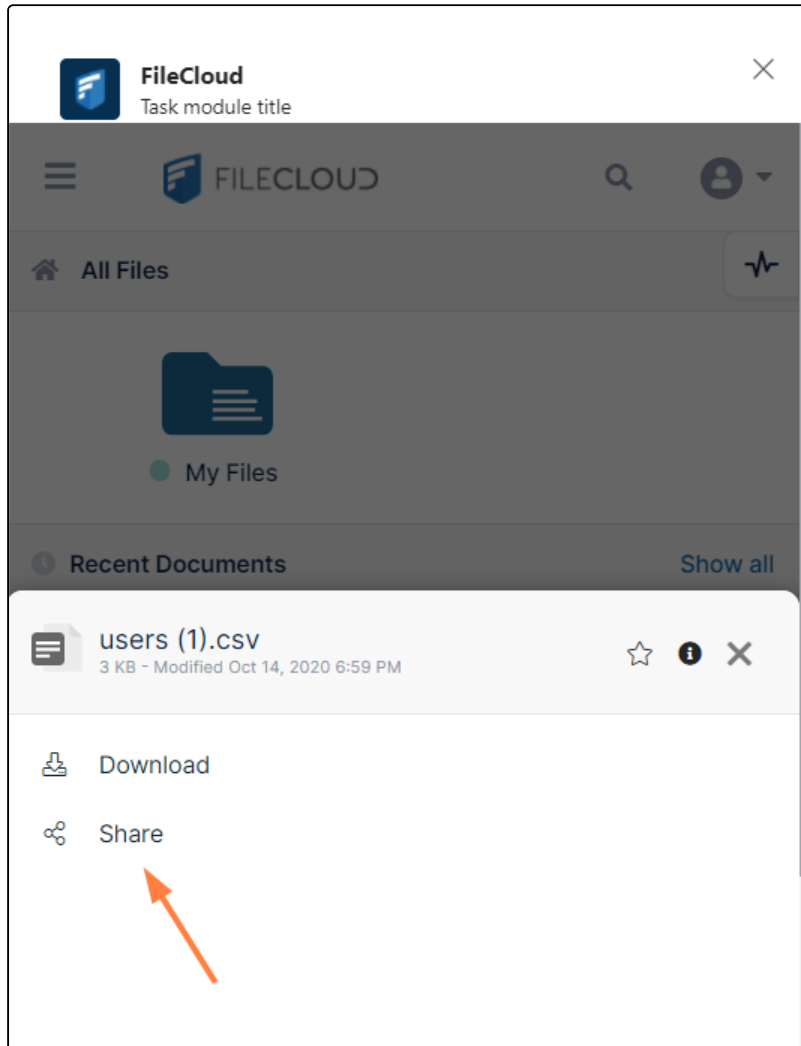 FileCloud
Task module title
FILECLOUD
All Files
My Files
Recent Documents
Show all
users (1).csv
3 KB - Modified Oct 14, 2020 6:59 PM
Download
Share